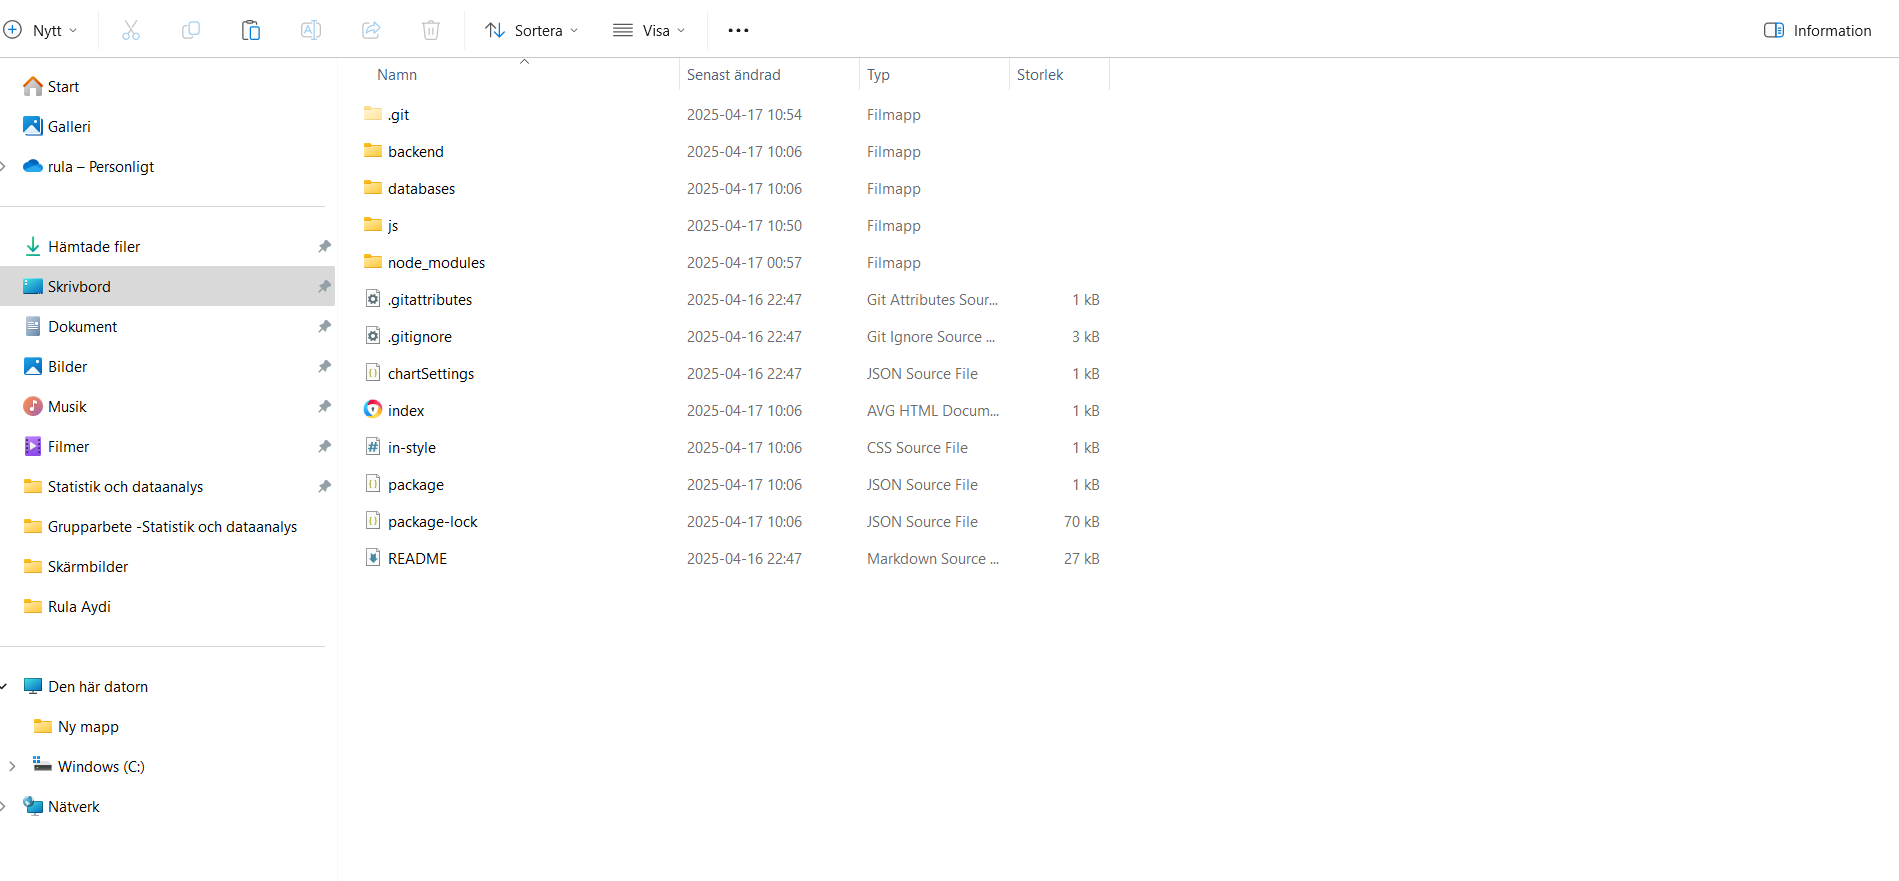 Nytt
Sortera
Visa
Information
Start
Galleri
rula – Personligt
Hämtade filer
Skrivbord
Dokument
Bilder
Musik
Filmer
Statistik och dataanalys
Grupparbete -Statistik och dataanalys
Skärmbilder
Rula Aydi
Den här datorn
Ny mapp
Windows (C:)
Nätverk
Namn Senast ändrad Typ Storlek
.git 2025-04-17 10:54 Filmapp
backend 2025-04-17 10:06 Filmapp
databases 2025-04-17 10:06 Filmapp
js 2025-04-17 10:50 Filmapp
node_modules 2025-04-17 00:57 Filmapp
.gitattributes 2025-04-16 22:47 Git Attributes Sour... 1 kB
.gitignore 2025-04-16 22:47 Git Ignore Source ... 3 kB
chartSettings 2025-04-16 22:47 JSON Source File 1 kB
index 2025-04-17 10:06 AVG HTML Docum... 1 kB
in-style 2025-04-17 10:06 CSS Source File 1 kB
package 2025-04-17 10:06 JSON Source File 1 kB
package-lock 2025-04-17 10:06 JSON Source File 70 kB
README 2025-04-16 22:47 Markdown Source ... 27 kB